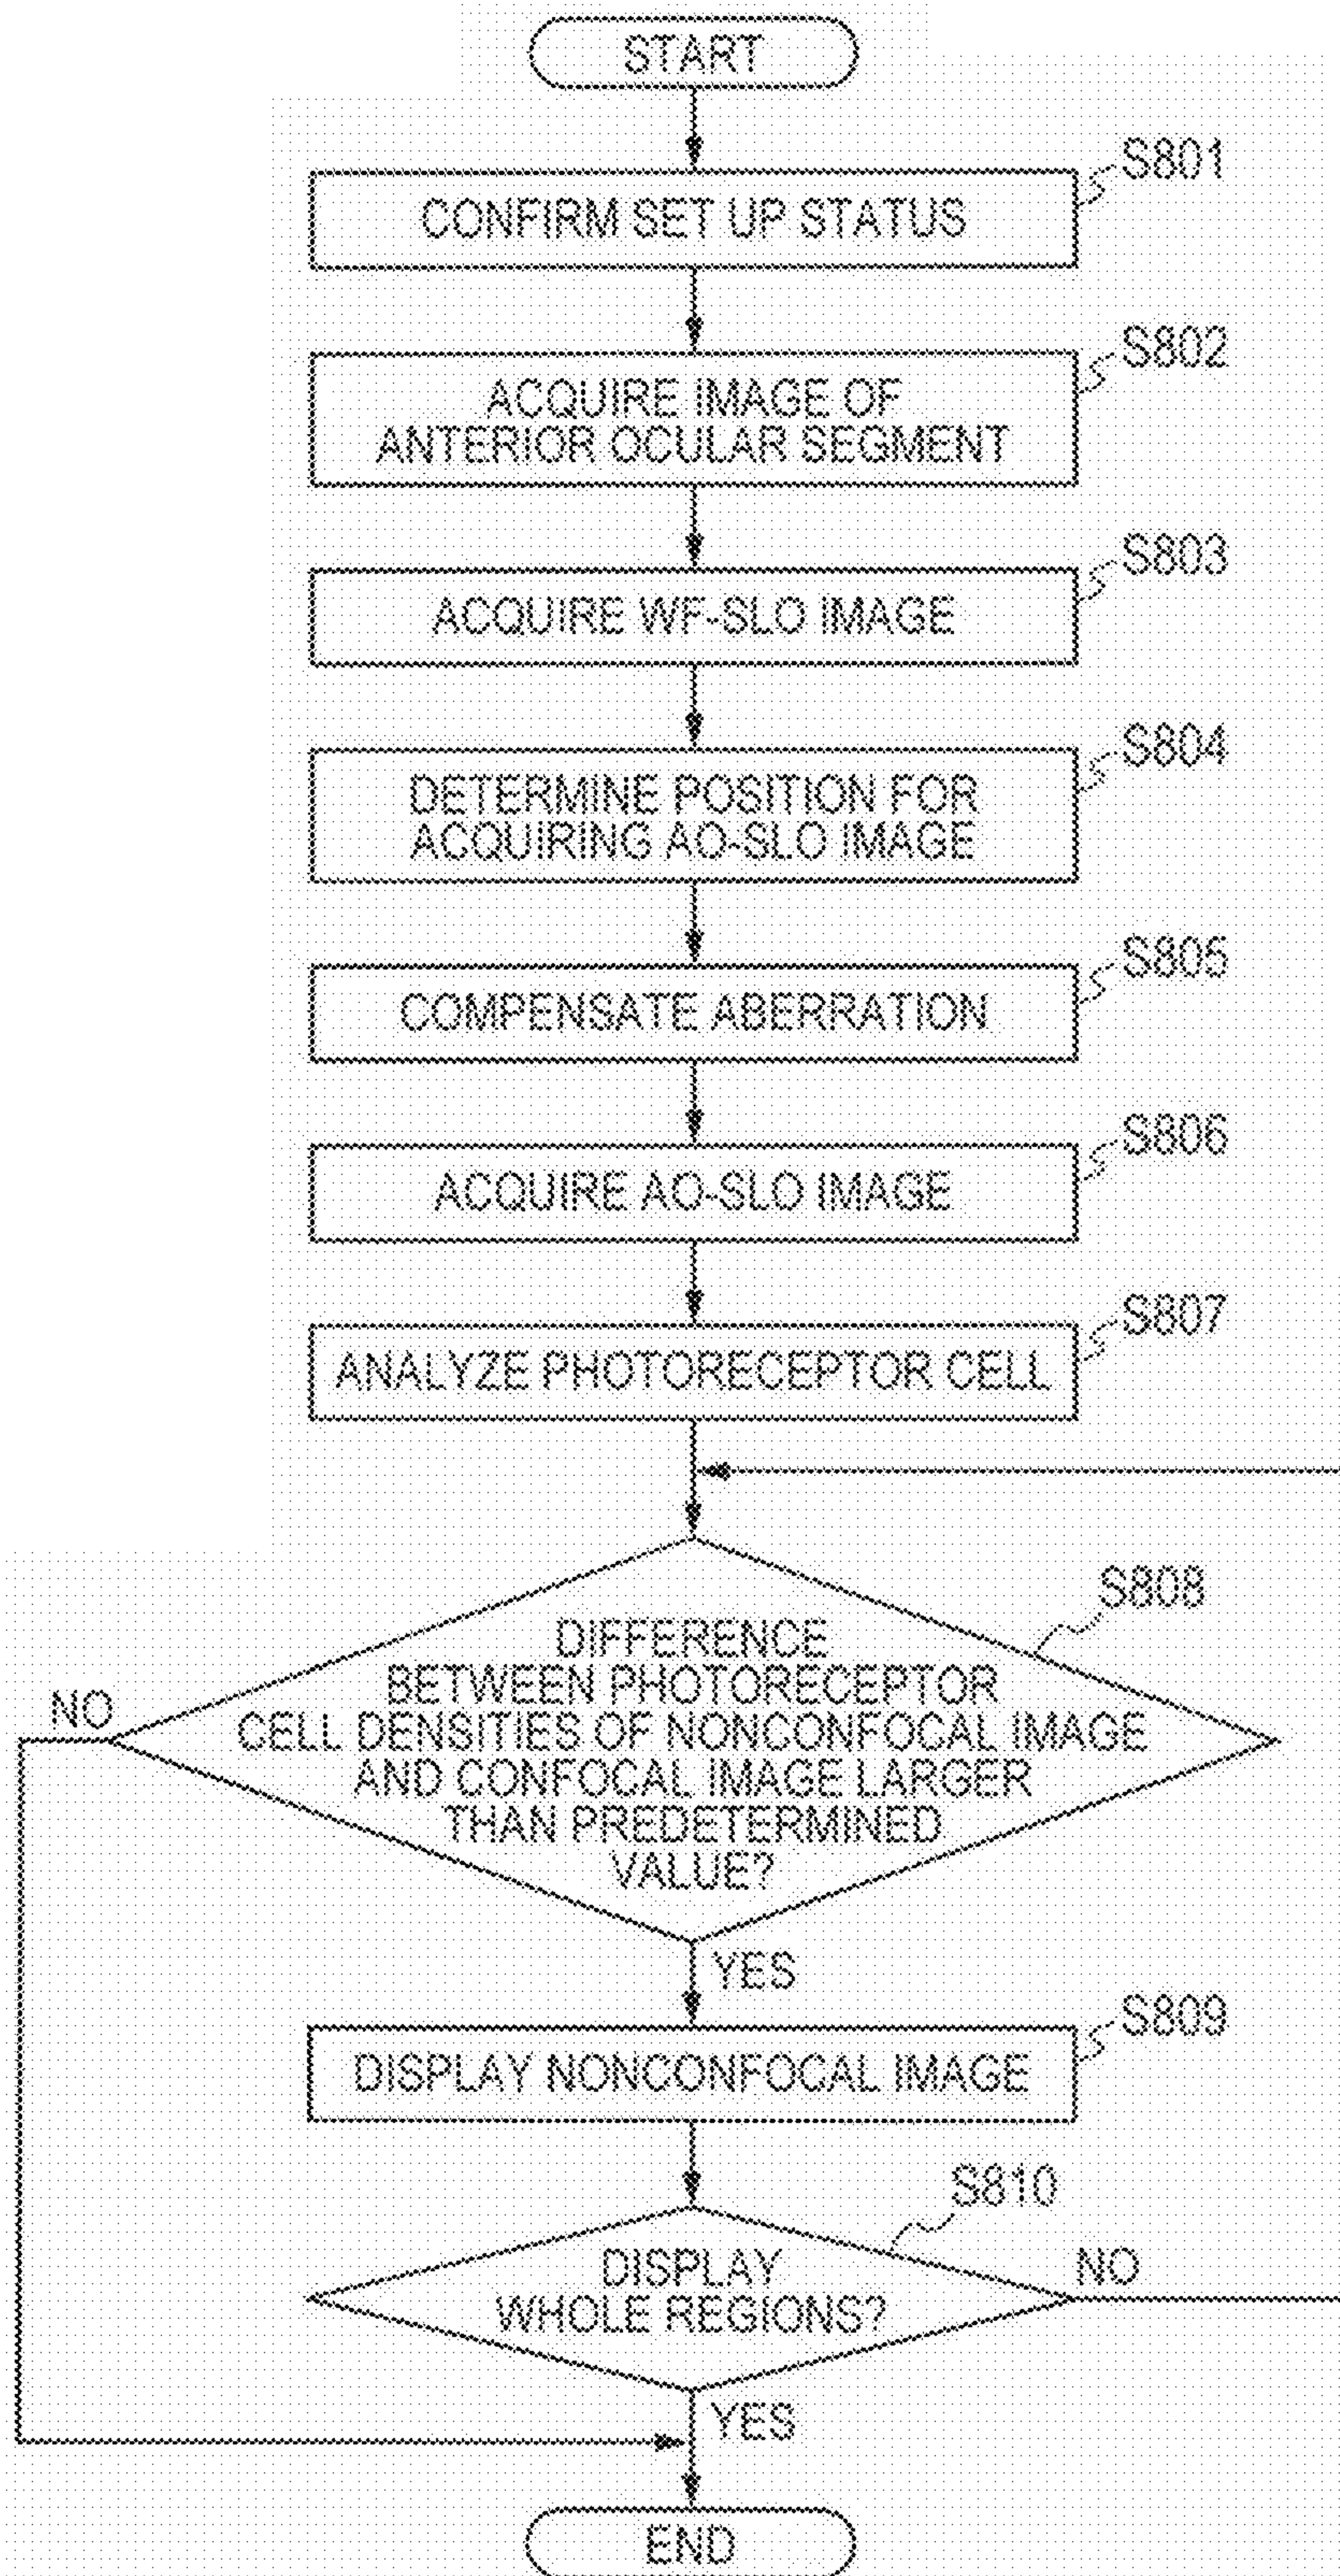 START
S801
CONFIRM SET UP STATUS
S802
ACQUIRE IMAGE OF
ANTERIOR OCULAR SEGMENT
S803
ACQUIRE WF-SLO IMAGE
S804
DETERMINE POSITION FOR
ACQUIRING AO-SLO IMAGE
S805
COMPENSATE ABERRATION
S806
ACQUIRE AO-SLO IMAGE
S807
ANALYZE PHOTORECEPTOR CELL
S808
DIFFERENCE
BETWEEN PHOTORECEPTOR
CELL DENSITIES OF NONCONFOCAL IMAGE
AND CONFOCAL IMAGE LARGER
THAN PREDETERMINED
VALUE?
NO
YES
S809
DISPLAY NONCONFOCAL IMAGE
S810
DISPLAY
WHOLE REGIONS?
NO
YES
END